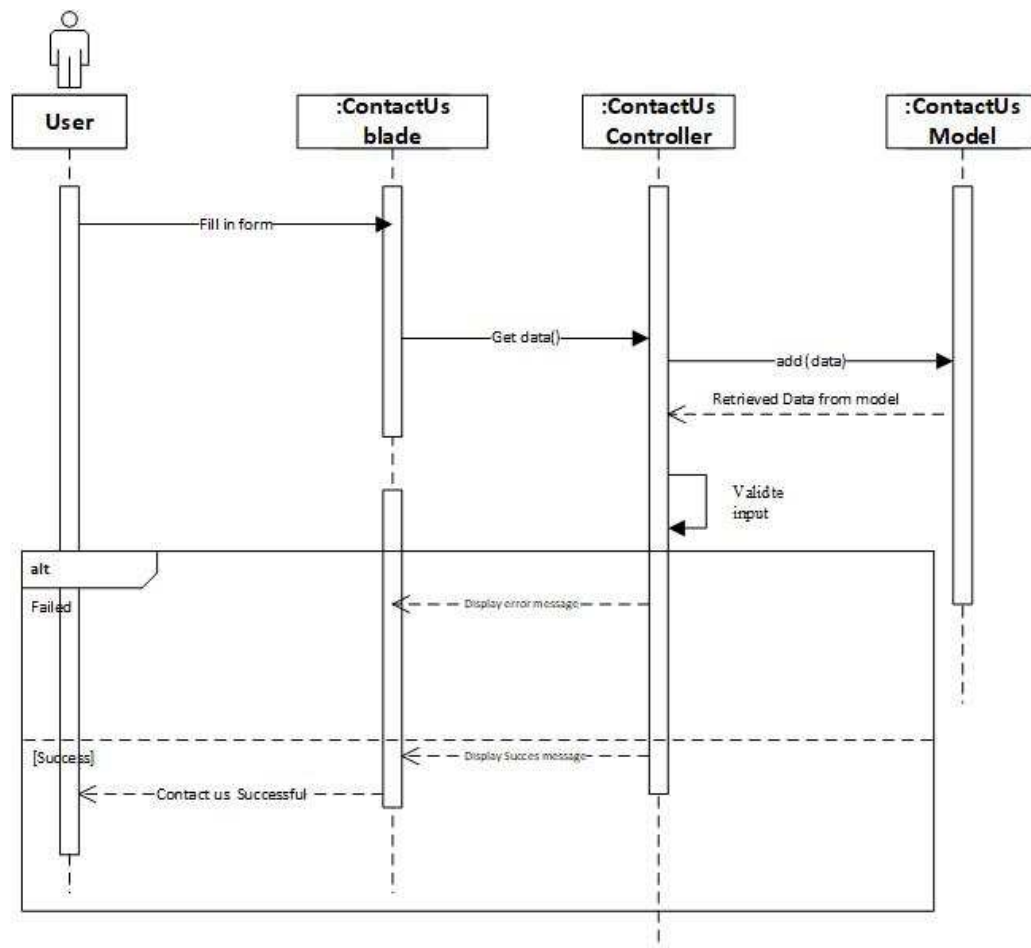 User
:ContactUs
blade
:ContactUs
Controller
:ContactUs
Model
Fill in form
Get data()
add( data)
Retrieved Data from model
Validte
input
alt
Failed
Display error message
[Success]
Display Succes message
Contact us Successful